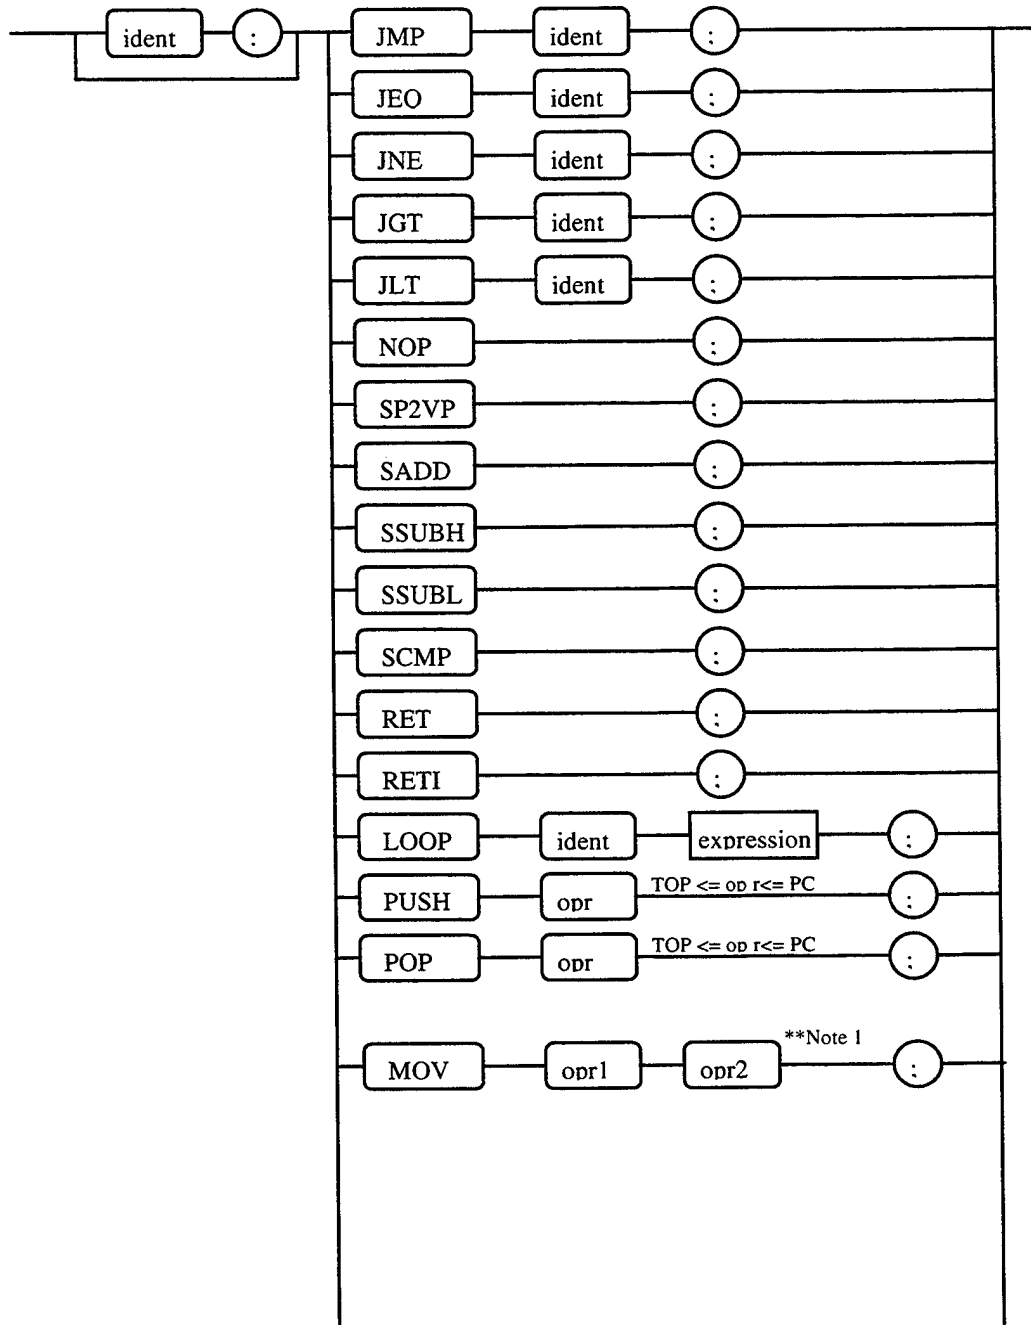 ident :
JMP ident ;
JEO ident ;
JNE ident ;
JGT ident ;
JLT ident ;
NOP ;
SP2VP ;
SADD ;
SSUBH ;
SSUBL ;
SCMP ;
RET ;
RETI ;
LOOP ident expression ;
PUSH opr TOP <= op r<= PC ;
POP opr TOP <= op r<= PC ;
MOV opr1 opr2 **Note 1 ;